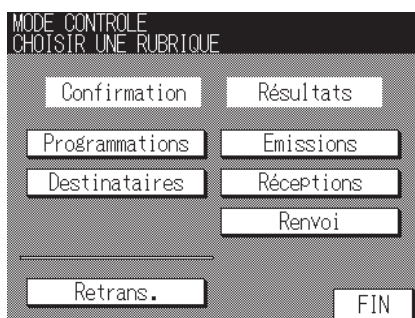 MODE CONTROLE
CHOISIR UNE RUBRIQUE
Confirmation
Résultats
Programmations
Emissions
Destinataires
Réceptions
Renvoi
Retrans.
FIN